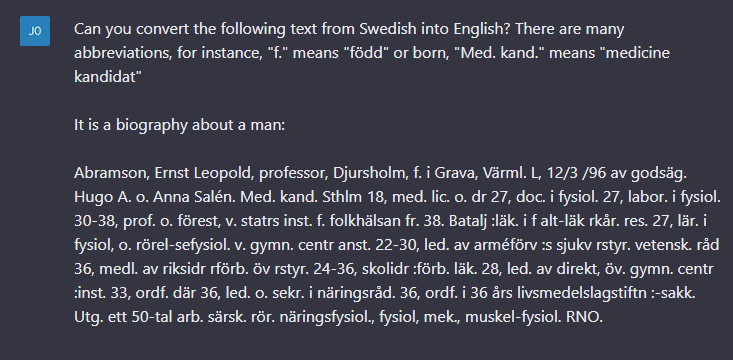 JO
Can you convert the following text from Swedish into English? There are many
abbreviations, for instance, "f." means "född" or born, "Med. kand." means "medicine
kandidat"
It is a biography about a man:
Abramson, Ernst Leopold, professor, Djursholm, f. i Grava, Värml. L, 12/3 /96 av godsäg.
Hugo A. o. Anna Salén. Med. kand. Sthlm 18, med. lic. o. dr 27, doc. i fysiol. 27, labor. i fysiol.
30-38, prof. o. förest, v. statrs inst. f. folkhälsan fr. 38. Batalj :läk. i f alt-läk rkår. res. 27, lär. i
fysiol, o. rörel-sefysiol. v. gymn. centr anst. 22-30, led. av arméförv :s sjukv rstyr. vetensk. råd
36, medl. av riksidr rförb. öv rstyr. 24-36, skolidr :förb. läk. 28, led. av direkt, öv. gymn. centr
:inst. 33, ordf. där 36, led. o. sekr. i näringsråd. 36, ordf. i 36 års livsmedelslagstiftn :-sakk.
Utg. ett 50-tal arb. särsk. rör. näringsfysiol., fysiol, mek., muskel-fysiol. RNO.